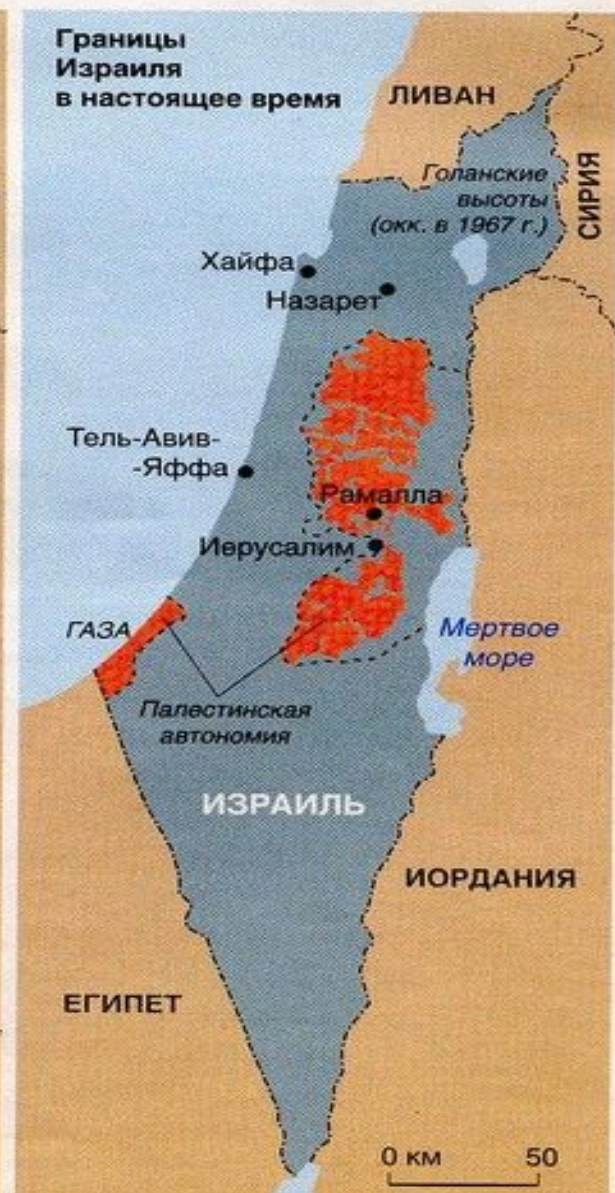 Границы
Израиля
в настоящее время
ЛИВАН
Голанские
высоты
(окк. в 1967 г.)
СИРИЯ
Хайфа
Назарет
Тель-Авив-
-Яффа
Рамалла
Иерусалим
ГАЗА
Мертвое
море
Палестинская
автономия
ИЗРАИЛЬ
ИОРДАНИЯ
ЕГИПЕТ
0 км 50